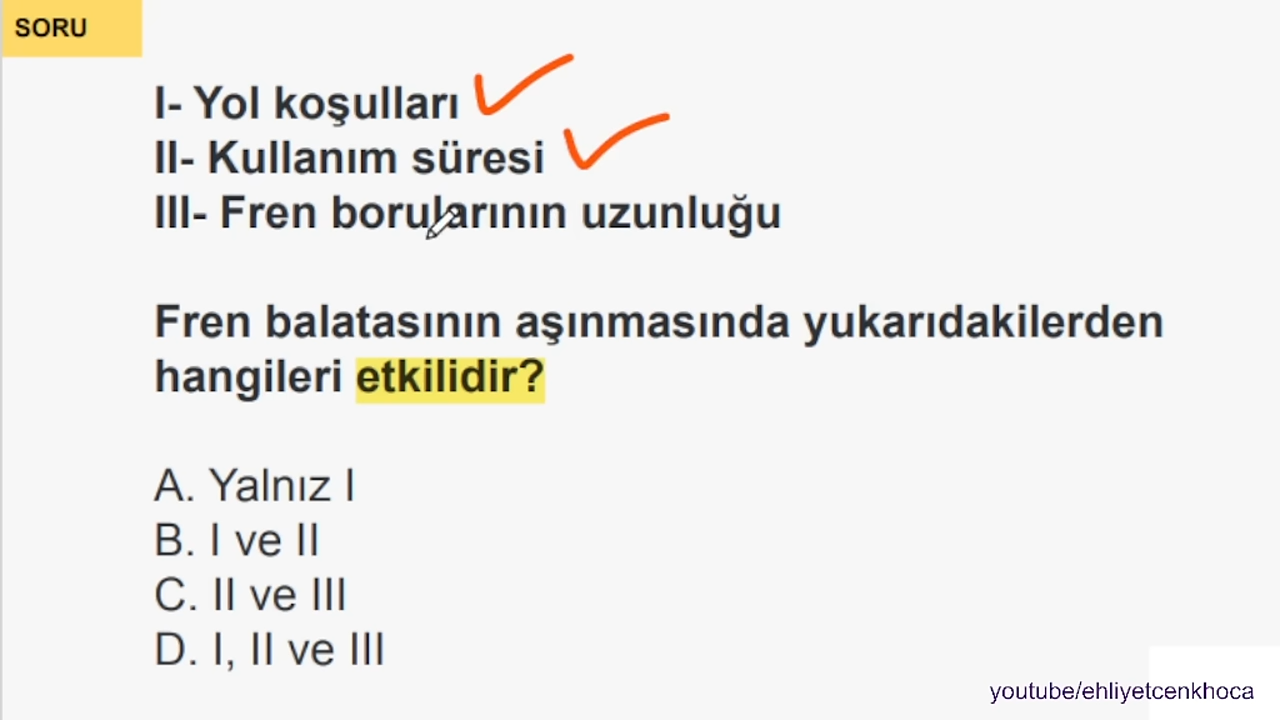 SORU
I- Yol koşulları
II- Kullanım süresi
III- Fren borularının uzunluğu
Fren balatasının aşınmasında yukarıdakilerden
hangileri etkilidir?
A. Yalnız I
B. I ve II
C. II ve III
D. I, II ve III
youtube/ehliyetcenkhoca